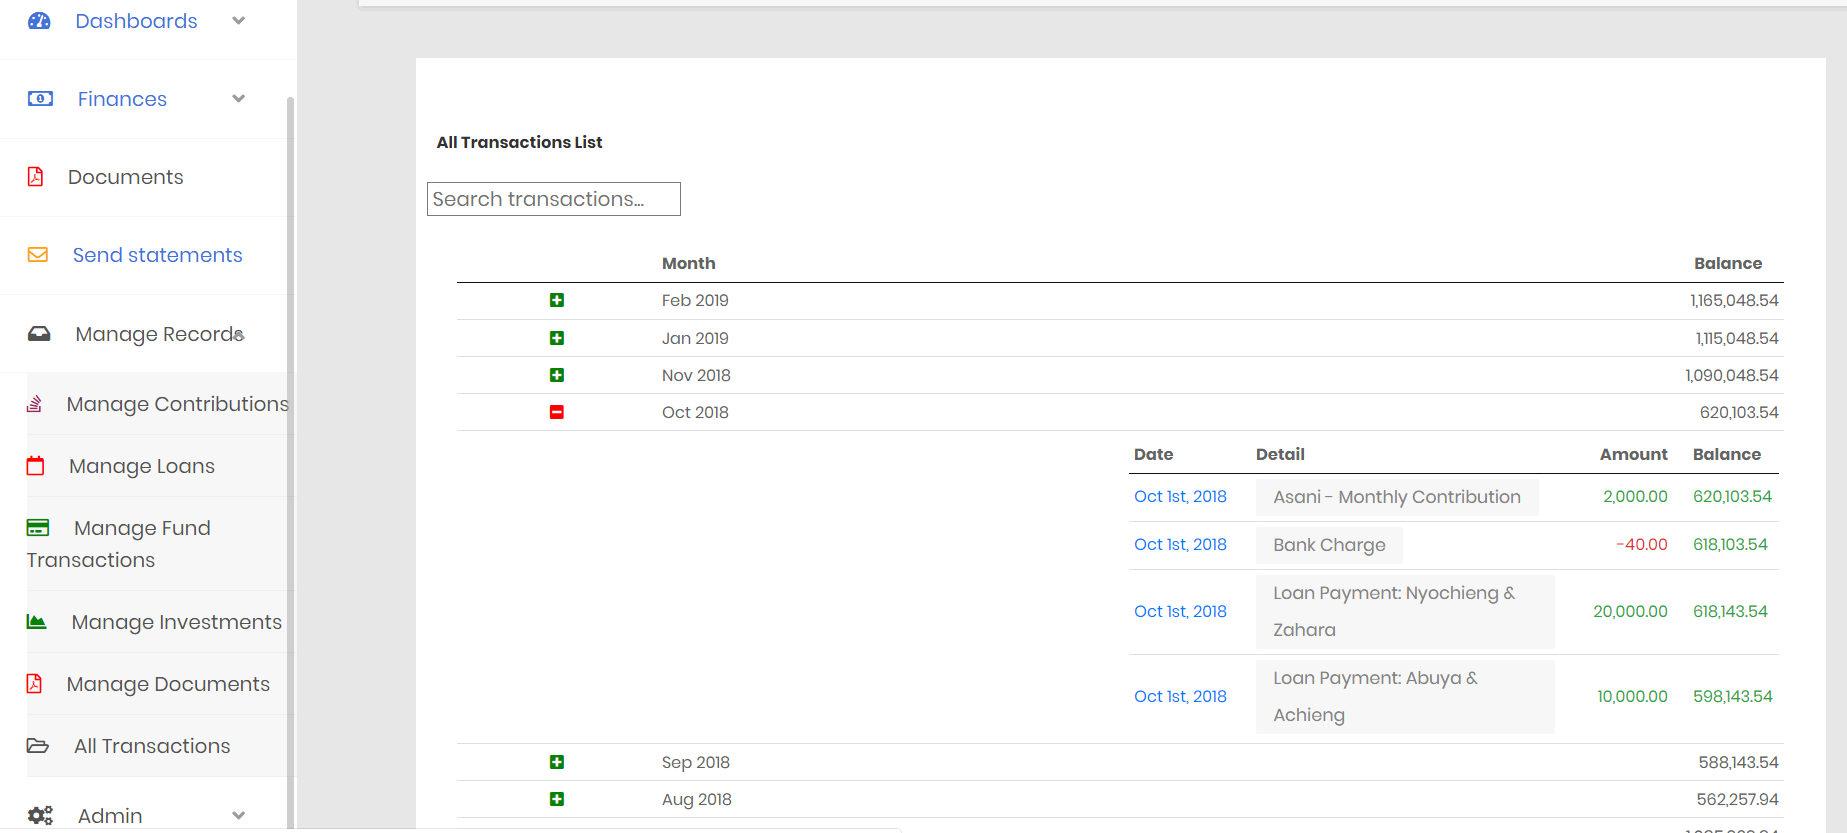 Dashboards
Finances
Documents
Send statements
Manage Records
Manage Contributions
Manage Loans
Manage Fund
Transactions
Manage Investments
Manage Documents
All Transactions
Admin
All Transactions List
Search transactions...
Month Balance
Feb 2019 1,165,048.54
Jan 2019 1,115,048.54
Nov 2018 1,090,048.54
Oct 2018 620,103.54
Date Detail Amount Balance
Oct 1st, 2018 Asani - Monthly Contribution 2,000.00 620,103.54
Oct 1st, 2018 Bank Charge -40.00 618,103.54
Oct 1st, 2018 Loan Payment: Nyochieng & Zahara 20,000.00 618,143.54
Oct 1st, 2018 Loan Payment: Abuya & Achieng 10,000.00 598,143.54
Sep 2018 588,143.54
Aug 2018 562,257.94